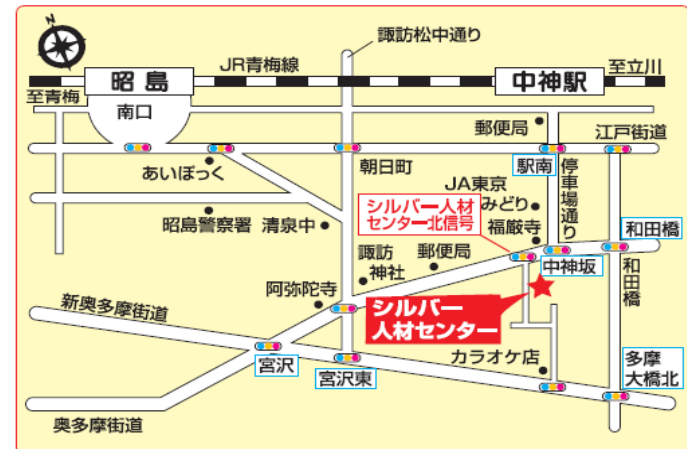 諏訪松中通り
JR青梅線
至立川
昭島
中神駅
至青梅
南口
郵便局
江戸街道
あいぽっく
朝日町
駅南
停車場通り
JA東京
みどり
シルバー人材
センター北信号
福厳寺
昭島警察署
清泉中
和田橋
中神坂
諏訪
神社
郵便局
和田橋
阿弥陀寺
シルバー
人材センター
新奥多摩街道
宮沢
宮沢東
カラオケ店
多摩
大橋北
奥多摩街道